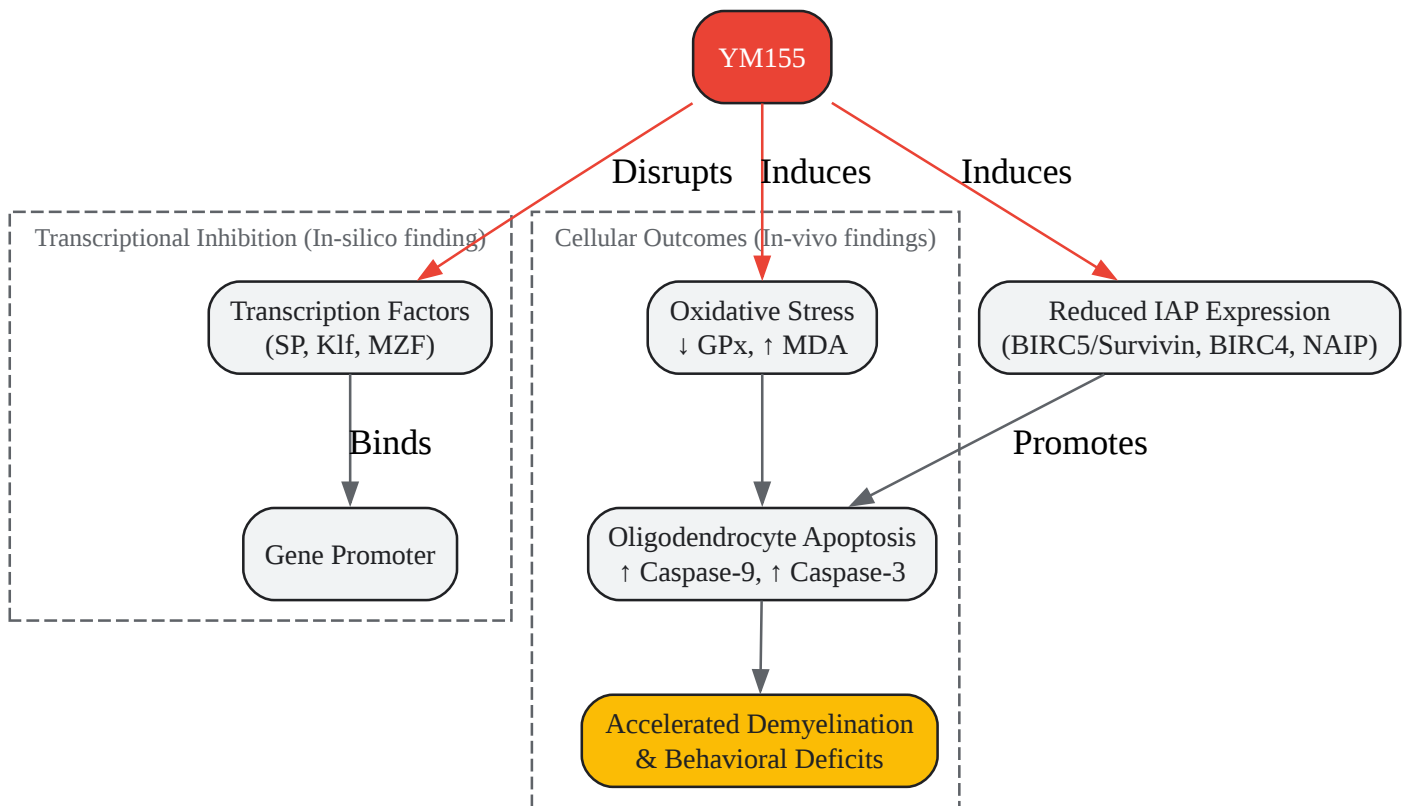 YM155
Disrupts
Induces
Induces
Transcriptional Inhibition (In-silico finding)
Cellular Outcomes (In-vivo findings)
Transcription Factors
(SP, Klf, MZF)
Oxidative Stress
↓ GPx, ↑ MDA
Reduced IAP Expression
(BIRC5/Survivin, BIRC4, NAIP)
Binds
Promotes
Gene Promoter
Oligodendrocyte Apoptosis
↑ Caspase-9, ↑ Caspase-3
Accelerated Demyelination
& Behavioral Deficits